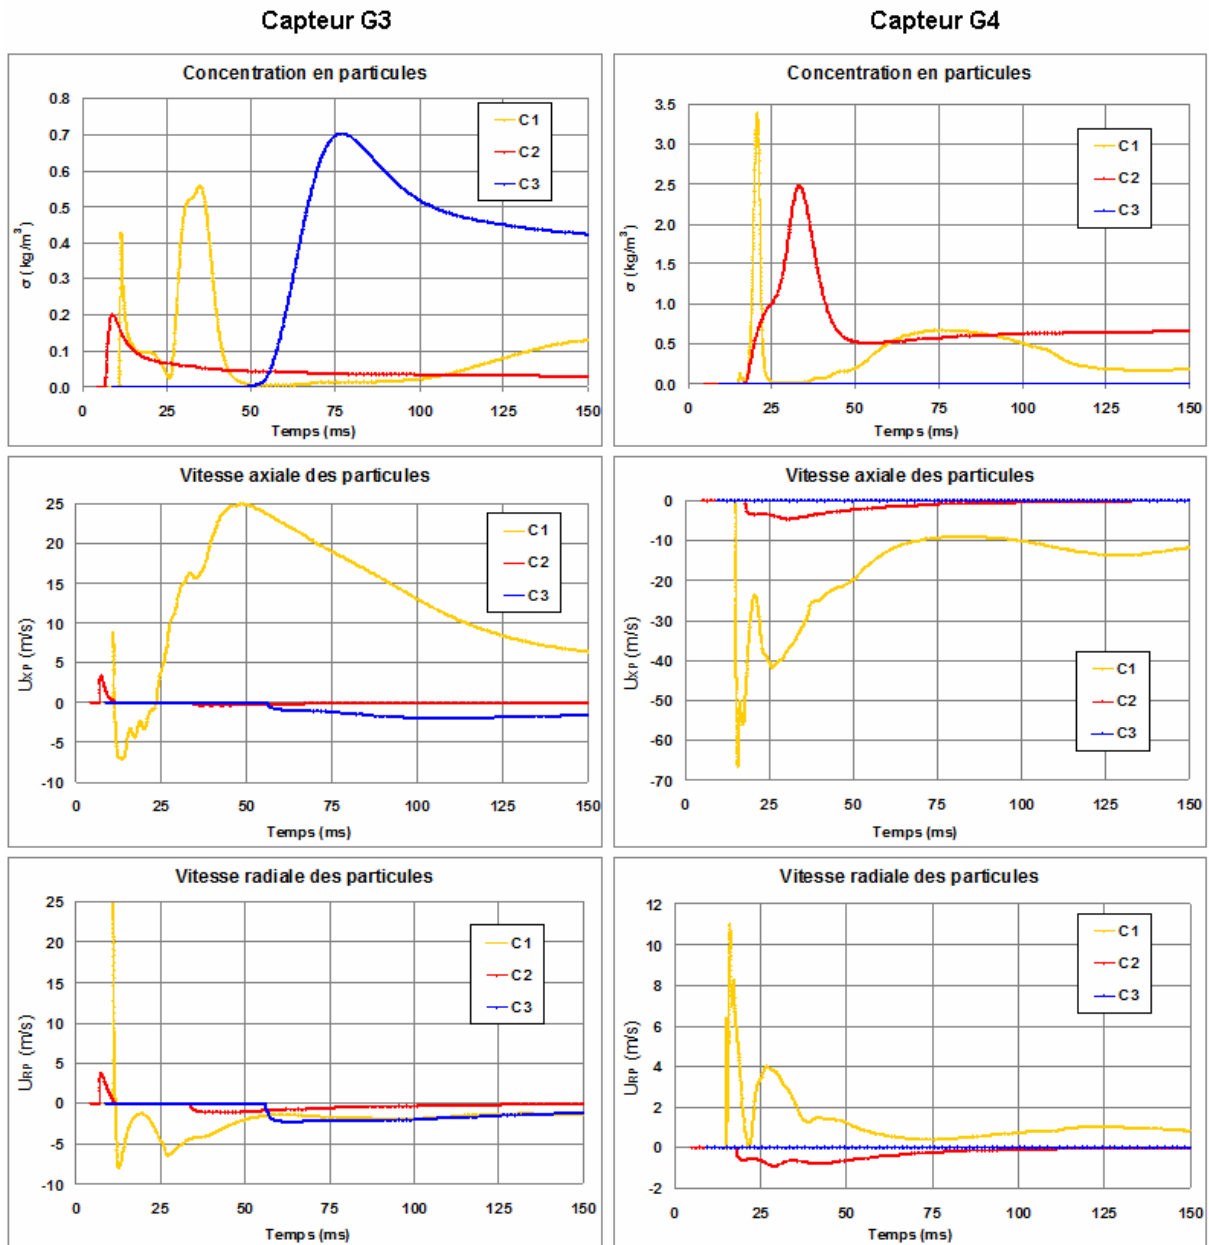 Capteur G3
Capteur G4
Concentration en particules
0.8
0.7
0.6
0.5
0.4
0.3
0.2
0.1
0.0
σ ( kg/m³ )
C1
C2
C3
0 25 50 75 100 125 150
Temps (ms)
Concentration en particules
3.5
3.0
2.5
2.0
1.5
1.0
0.5
0.0
σ ( kg/m³ )
C1
C2
C3
0 25 50 75 100 125 150
Temps (ms)
Vitesse axiale des particules
25
20
15
10
5
0
-5
-10
UXP (m/s)
C1
C2
C3
0 25 50 75 100 125 150
Temps (ms)
Vitesse axiale des particules
0
-10
-20
-30
-40
-50
-60
-70
UXP (m/s)
C1
C2
C3
0 25 50 75 100 125 150
Temps (ms)
Vitesse radiale des particules
25
20
15
10
5
0
-5
-10
URP (m/s)
C1
C2
C3
0 25 50 75 100 125 150
Temps (ms)
Vitesse radiale des particules
12
10
8
6
4
2
0
-2
URP (m/s)
C1
C2
C3
0 25 50 75 100 125 150
Temps (ms)